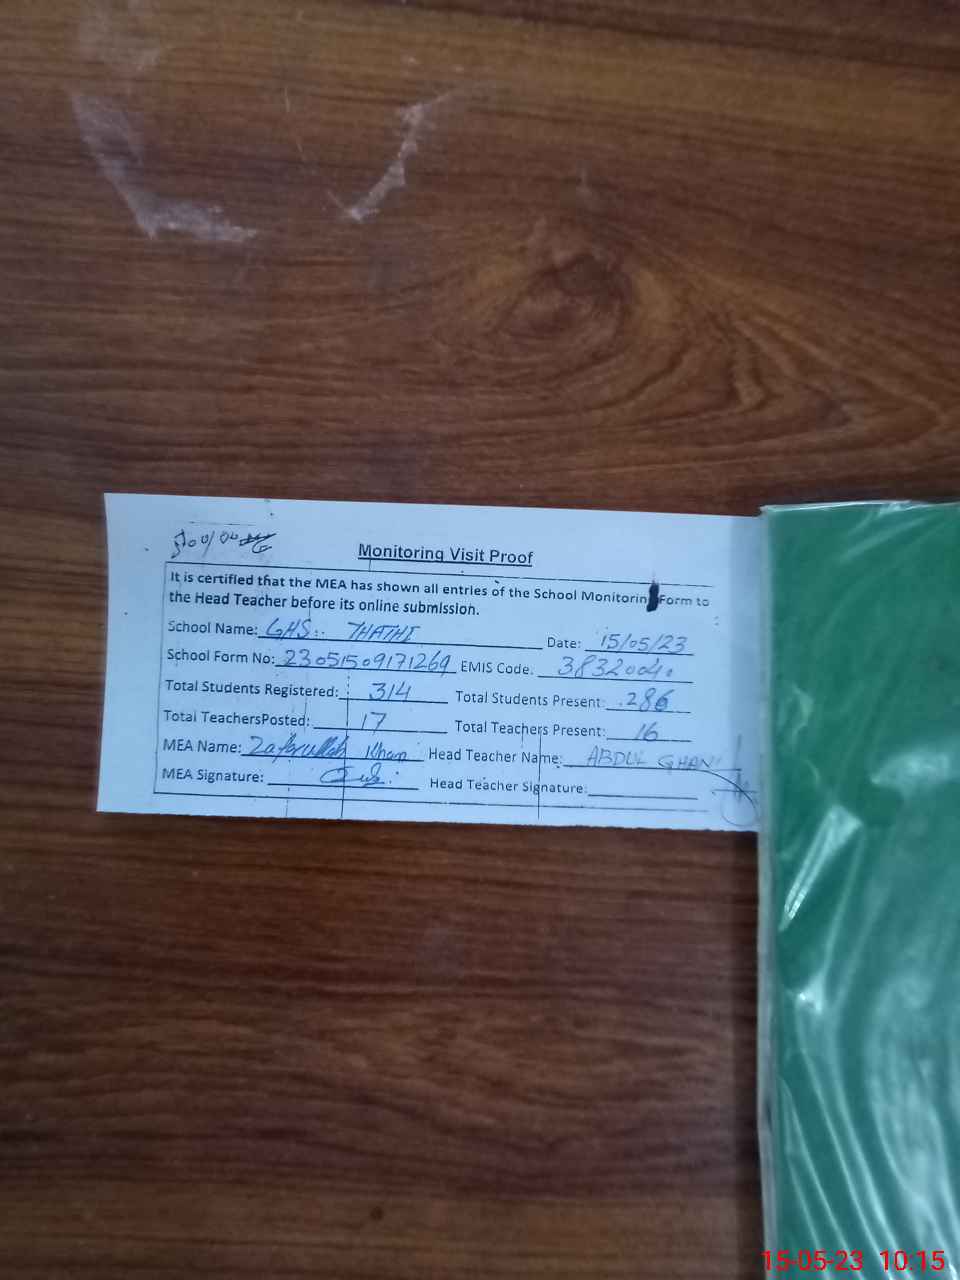 Monitoring Visit Proof
It is certified that the MEA has shown all entries of the School Monitorin Form to
the Head Teacher before its online submission.
School Name: GHS. THATHI Date: 15/05/23
School Form No: 23051509171269 EMIS Code. 38320040
Total Students Registered: 314 Total Students Present: 286
Total TeachersPosted: 17 Total Teachers Present: 16
MEA Name: Zafarullah Khan Head Teacher Name: ABDUL GHANI
MEA Signature: Head Teacher Signature:
15-05-23 10:15